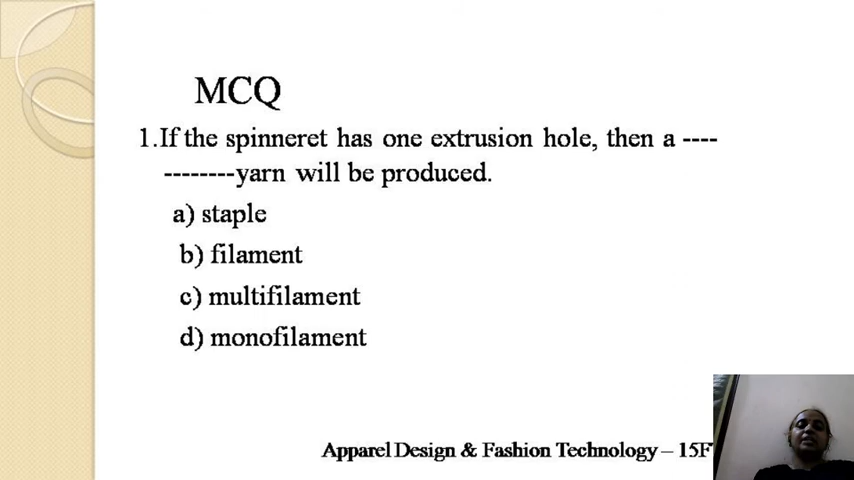 MCQ
1.If the spinneret has one extrusion hole, then a ----
--------yarn will be produced.
a) staple
b) filament
c) multifilament
d) monofilament
Apparel Design & Fashion Technology – 15F